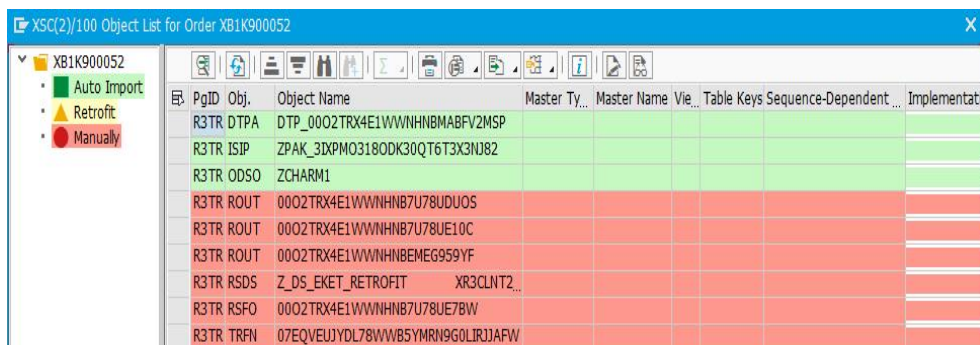 XSC(2)/100 Object List for Order XB1K900052
XB1K900052
Auto Import
Retrofit
Manually
PgID Obj. Object Name Master Ty... Master Name Vie... Table Keys Sequence-Dependent ... Implementat
R3TR DTPA DTP_00O2TRX4E1WWNHNBMABFV2MSP
R3TR ISIP ZPAK_3IXPMO318ODK30QT6T3X3NJ82
R3TR ODSO ZCHARM1
R3TR ROUT 00O2TRX4E1WWNHNB7U78UDUOS
R3TR ROUT 00O2TRX4E1WWNHNB7U78UE10C
R3TR ROUT 00O2TRX4E1WWNHNBEMEG959YF
R3TR RSDS Z_DS_EKET_RETROFIT XR3CLNT2...
R3TR RSFO 00O2TRX4E1WWNHNB7U78UE7BW
R3TR TRFN 07EQVEUJYDL78WWB5YMRN9G0LIRJJAFW